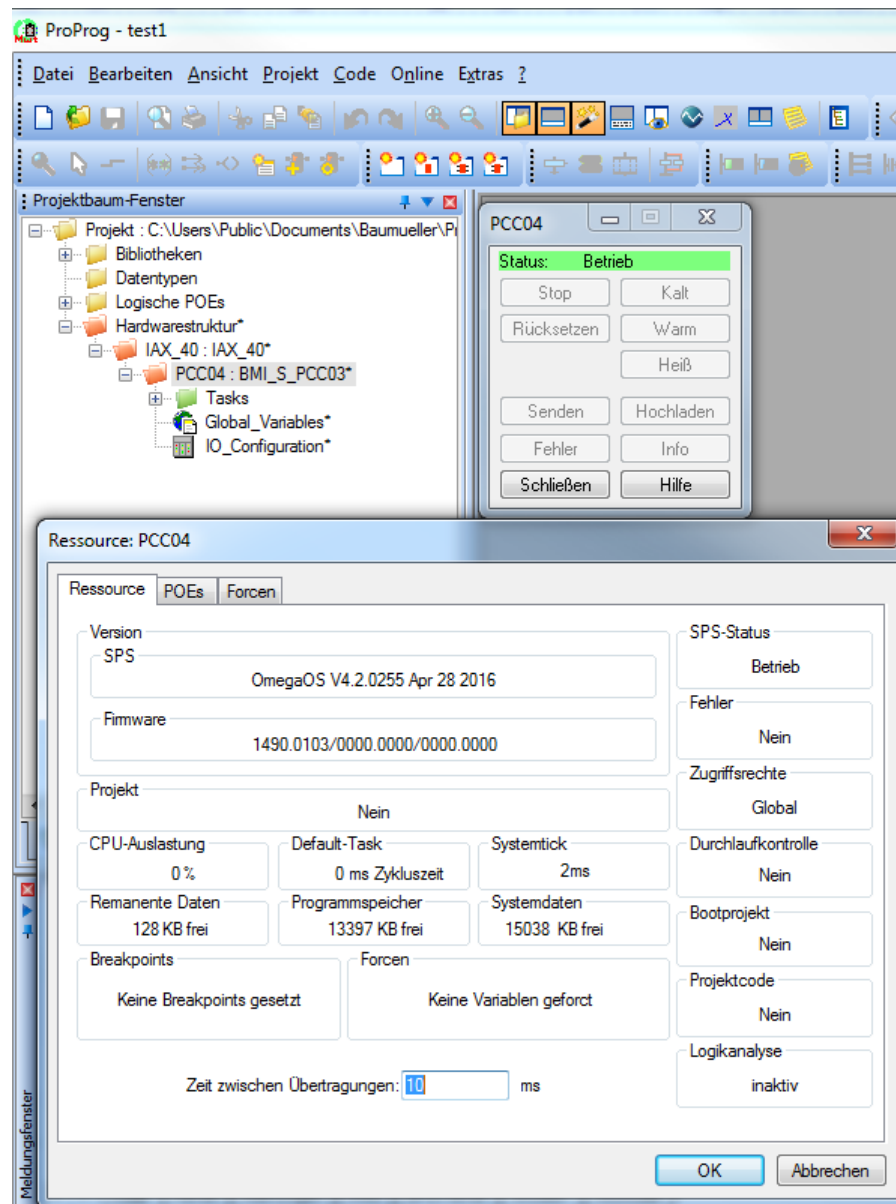 ProProg - test1
Datei Bearbeiten Ansicht Projekt Code Online Extras ?
Projektbaum-Fenster
Projekt : C:\Users\Public\Documents\Baumueller\P
Bibliotheken
Datentypen
Logische POEs
Hardwarestruktur*
IAX_40 : IAX_40*
PCC04 : BMI_S_PCC03*
Tasks
Global_Variables*
IO_Configuration*
PCC04
Status: Betrieb
Stop Kalt
Rücksetzen Warm
Heiß
Senden Hochladen
Fehler Info
Schließen Hilfe
Meldungsfenster
Ressource: PCC04
Ressource POEs Forcen
Version
SPS
OmegaOS V4.2.0255 Apr 28 2016
Firmware
1490.0103/0000.0000/0000.0000
Projekt
Nein
CPU-Auslastung
0 %
Default-Task
0 ms Zykluszeit
Systemtick
2ms
Remanente Daten
128 KB frei
Programmspeicher
13397 KB frei
Systemdaten
15038 KB frei
Breakpoints
Keine Breakpoints gesetzt
Forcen
Keine Variablen geforct
Zeit zwischen Übertragungen: 10 ms
SPS-Status
Betrieb
Fehler
Nein
Zugriffsrechte
Global
Durchlaufkontrolle
Nein
Bootprojekt
Nein
Projektcode
Nein
Logikanalyse
inaktiv
OK Abbrechen